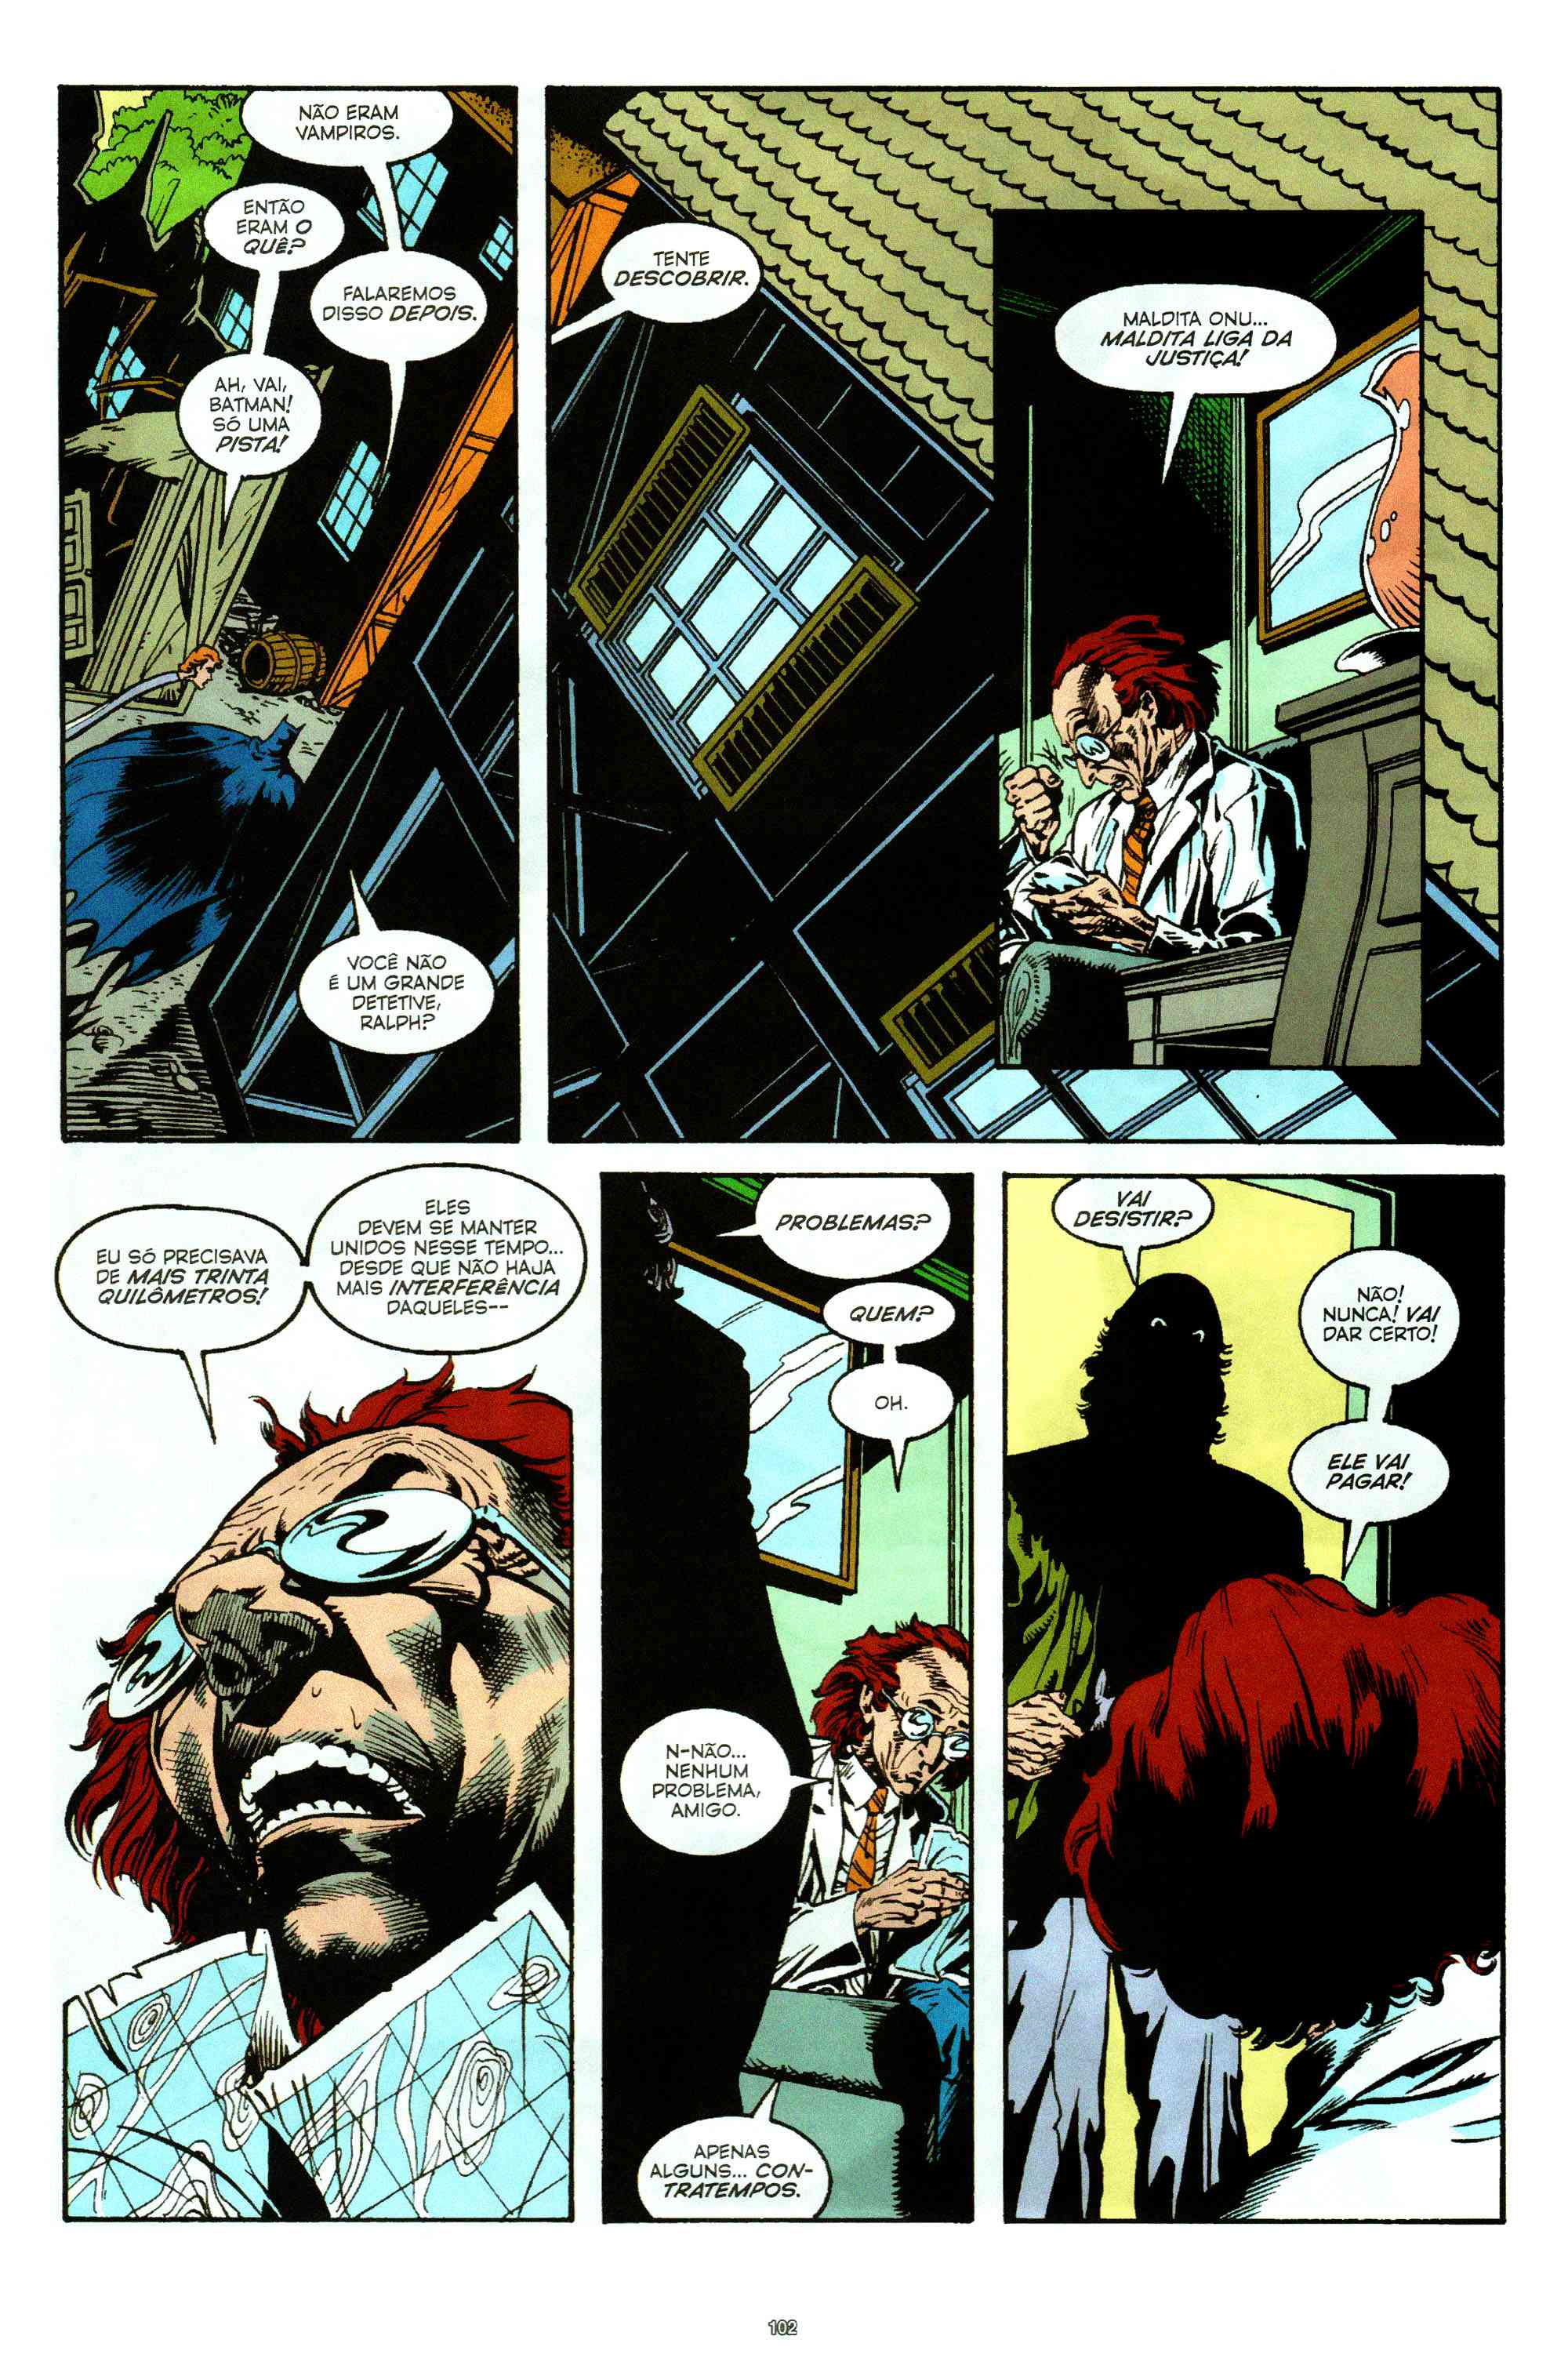 NÃO ERAM
VAMPIROS.
ENTÃO
ERAM O
QUÊ?
FALAREMOS
DISSO DEPOIS.
AH, VAI,
BATMAN!
SÓ UMA
PISTA!
VOCÊ NÃO
É UM GRANDE
DETETIVE,
RALPH?
TENTE
DESCOBRIR.
MALDITA ONU...
MALDITA LIGA DA
JUSTIÇA!
EU SÓ PRECISAVA
DE MAIS TRINTA
QUILÔMETROS!
ELES
DEVEM SE MANTER
UNIDOS NESSE TEMPO...
DESDE QUE NÃO HAJA
MAIS INTERFERÊNCIA
DAQUELES--
PROBLEMAS?
QUEM?
OH.
N-NÃO...
NENHUM
PROBLEMA,
AMIGO.
APENAS
ALGUNS... CON-
TRATEMPOS.
VAI
DESISTIR?
NÃO!
NUNCA! VAI
DAR CERTO!
ELE VAI
PAGAR!
102